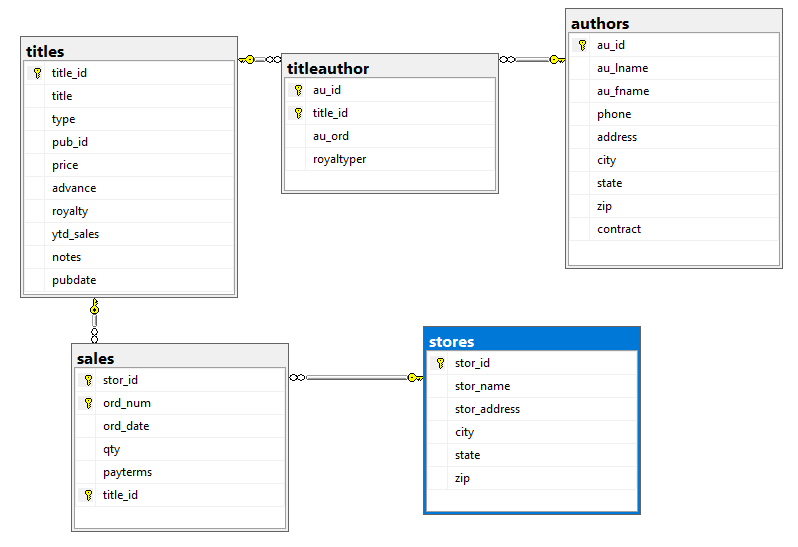 titles
title_id
title
type
pub_id
price
advance
royalty
ytd_sales
notes
pubdate
titleauthor
au_id
title_id
au_ord
royaltyper
authors
au_id
au_lname
au_fname
phone
address
city
state
zip
contract
sales
stor_id
ord_num
ord_date
qty
payterms
title_id
stores
stor_id
stor_name
stor_address
city
state
zip